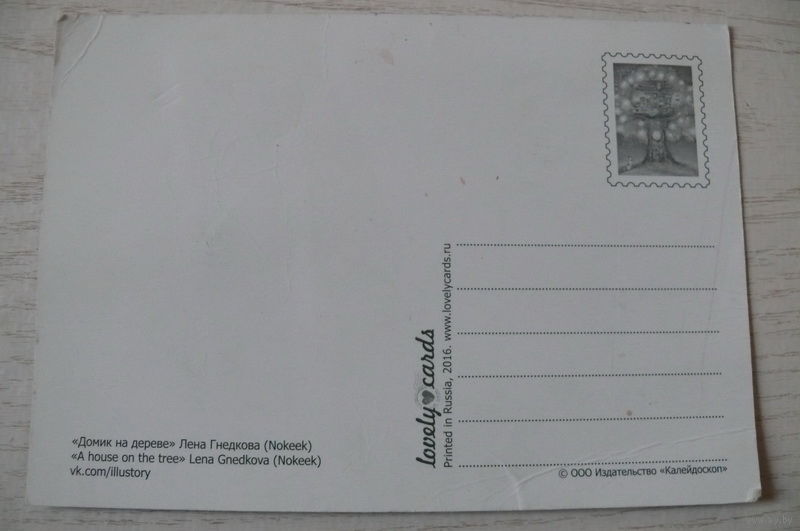 «Домик на дереве» Лена Гнедкова (Nokeek)
«A house on the tree» Lena Gnedkova (Nokeek)
vk.com/illustory
lovely cards
Printed in Russia, 2016. www.lovelycards.ru
© ООО Издательство «Калейдоскоп»